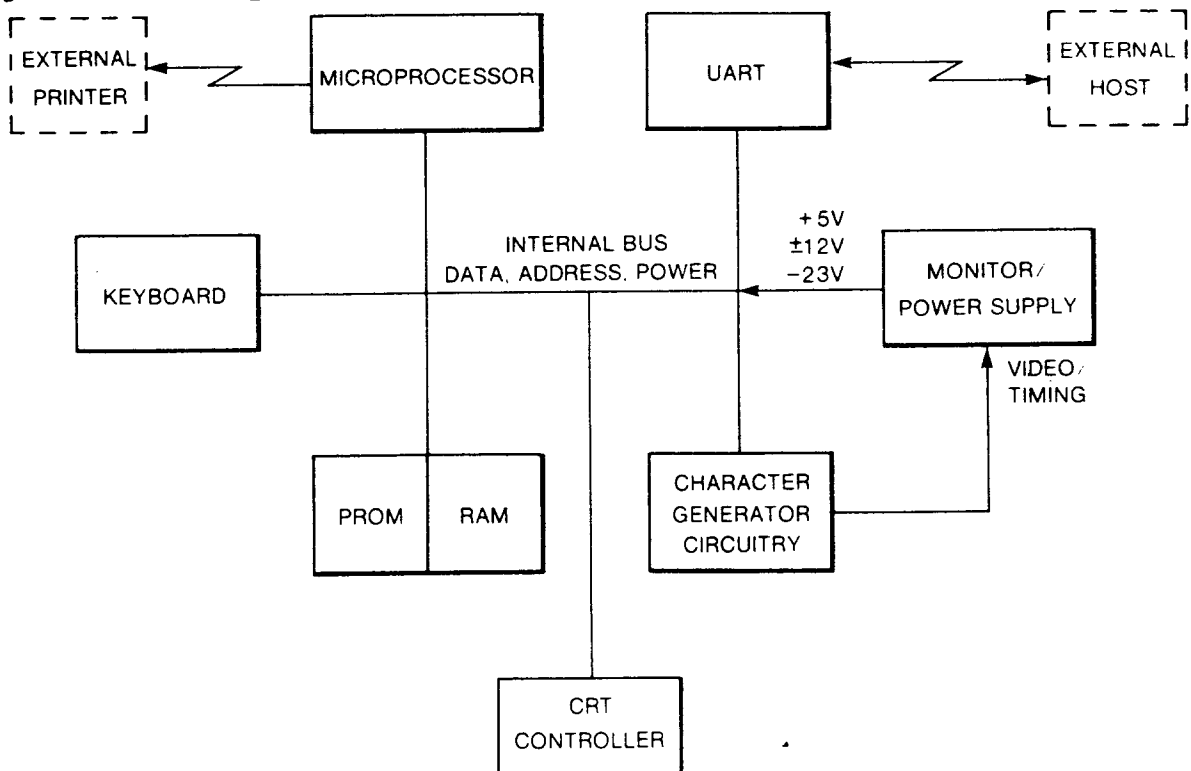 EXTERNAL
PRINTER
MICROPROCESSOR
UART
EXTERNAL
HOST
KEYBOARD
INTERNAL BUS
DATA, ADDRESS, POWER
+5V
±12V
−23V
MONITOR/
POWER SUPPLY
VIDEO/
TIMING
PROM
RAM
CHARACTER
GENERATOR
CIRCUITRY
CRT
CONTROLLER